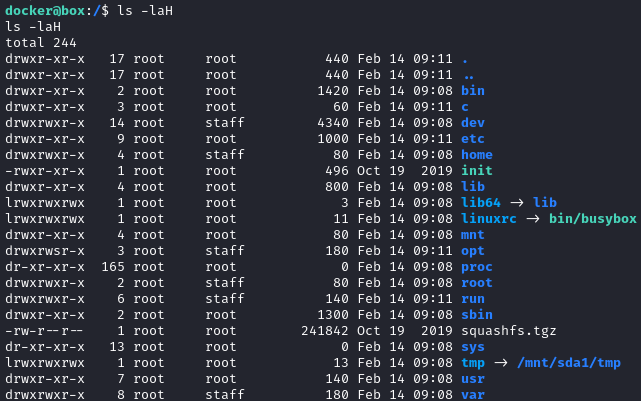 docker@box:/$ ls -laH
ls -laH
total 244
drwxr-xr-x   17 root     root           440 Feb 14 09:11 .
drwxr-xr-x   17 root     root           440 Feb 14 09:11 ..
drwxr-xr-x    2 root     root          1420 Feb 14 09:08 bin
drwxr-xr-x    3 root     root            60 Feb 14 09:11 c
drwxrwxr-x   14 root     staff         4340 Feb 14 09:08 dev
drwxr-xr-x    9 root     root          1000 Feb 14 09:11 etc
drwxrwxr-x    4 root     staff           80 Feb 14 09:08 home
-rwxr-xr-x    1 root     root           496 Oct 19  2019 init
drwxr-xr-x    4 root     root           800 Feb 14 09:08 lib
lrwxrwxrwx    1 root     root             3 Feb 14 09:08 lib64 -> lib
lrwxrwxrwx    1 root     root            11 Feb 14 09:08 linuxrc -> bin/busybox
drwxr-xr-x    4 root     root            80 Feb 14 09:08 mnt
drwxrwsr-x    3 root     staff          180 Feb 14 09:11 opt
dr-xr-xr-x  165 root     root             0 Feb 14 09:08 proc
drwxrwxr-x    2 root     staff           80 Feb 14 09:08 root
drwxrwxr-x    6 root     staff          140 Feb 14 09:11 run
drwxr-xr-x    2 root     root          1300 Feb 14 09:08 sbin
-rw-r--r--    1 root     root        241842 Oct 19  2019 squashfs.tgz
dr-xr-xr-x   13 root     root             0 Feb 14 09:08 sys
lrwxrwxrwx    1 root     root            13 Feb 14 09:08 tmp -> /mnt/sda1/tmp
drwxr-xr-x    7 root     root           140 Feb 14 09:08 usr
drwxrwxr-x    8 root     staff          180 Feb 14 09:08 var